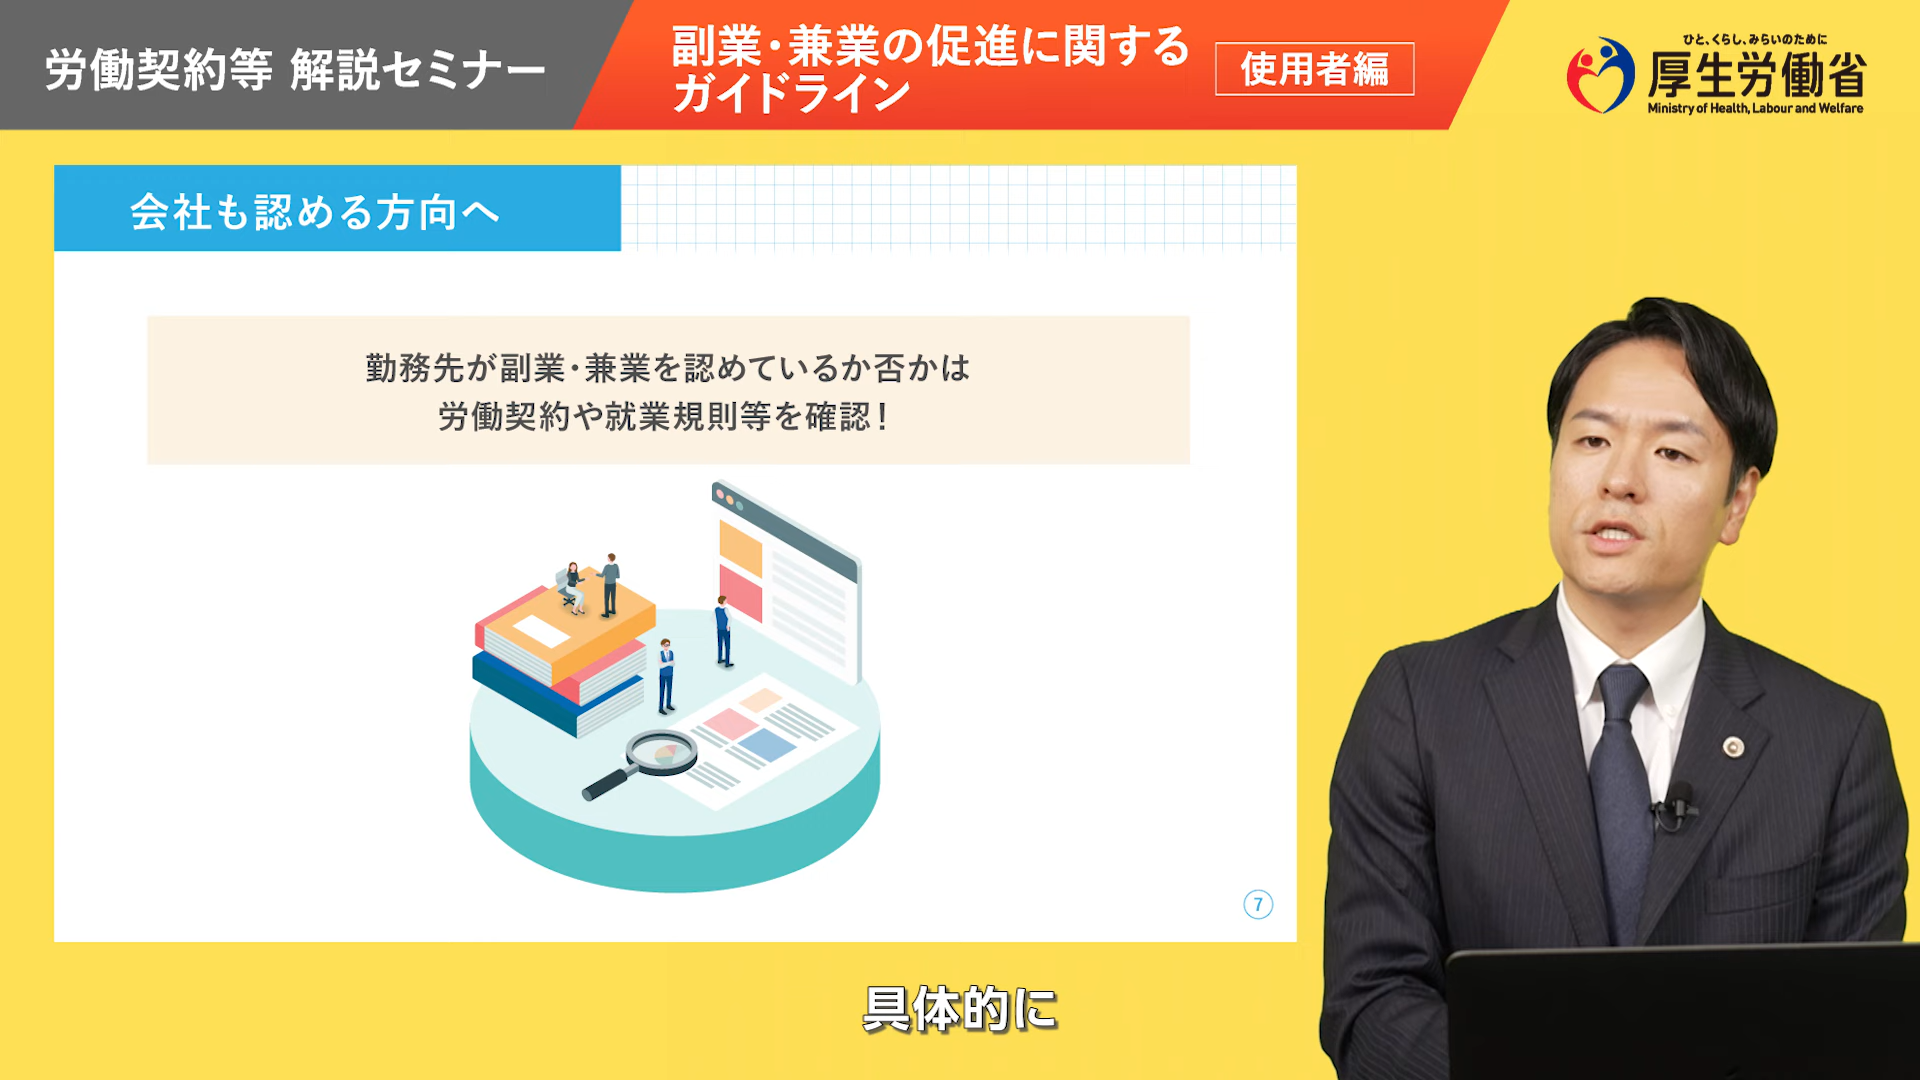 労働契約等 解説セミナー
副業・兼業の促進に関する
ガイドライン
使用者編
ひと、くらし、みらいのために
厚生労働省
Ministry of Health, Labour and Welfare
会社も認める方向へ
勤務先が副業・兼業を認めているか否かは
労働契約や就業規則等を確認!
7
具体的に